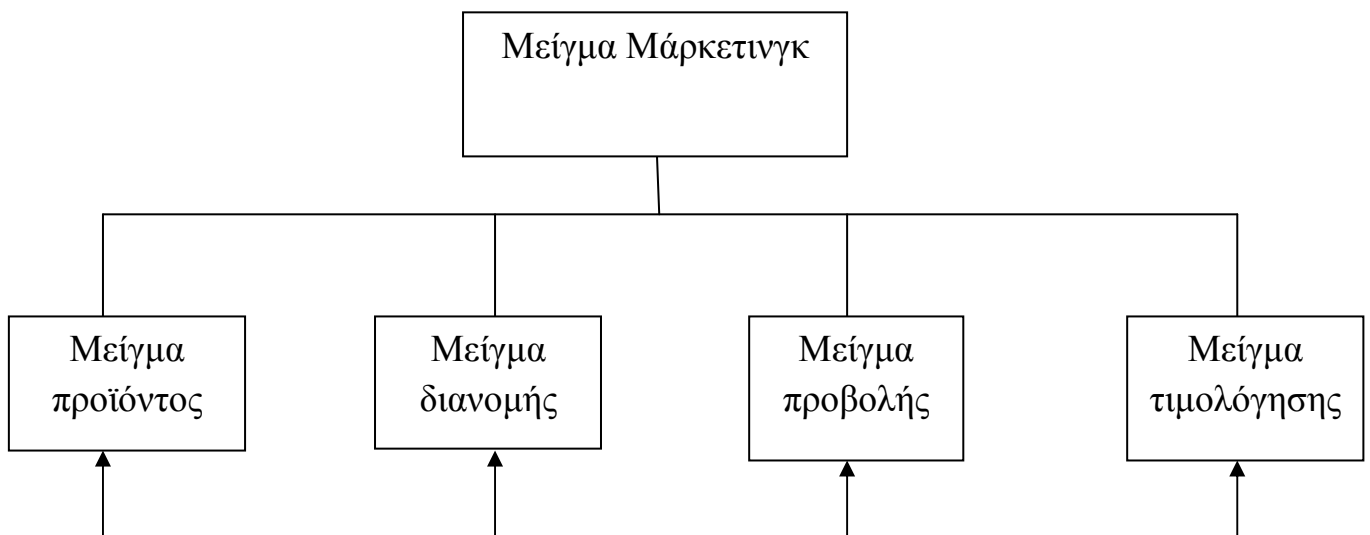 Μείγμα Μάρκετινγκ
Μείγμα
προϊόντος
Μείγμα
διανομής
Μείγμα
προβολής
Μείγμα
τιμολόγησης